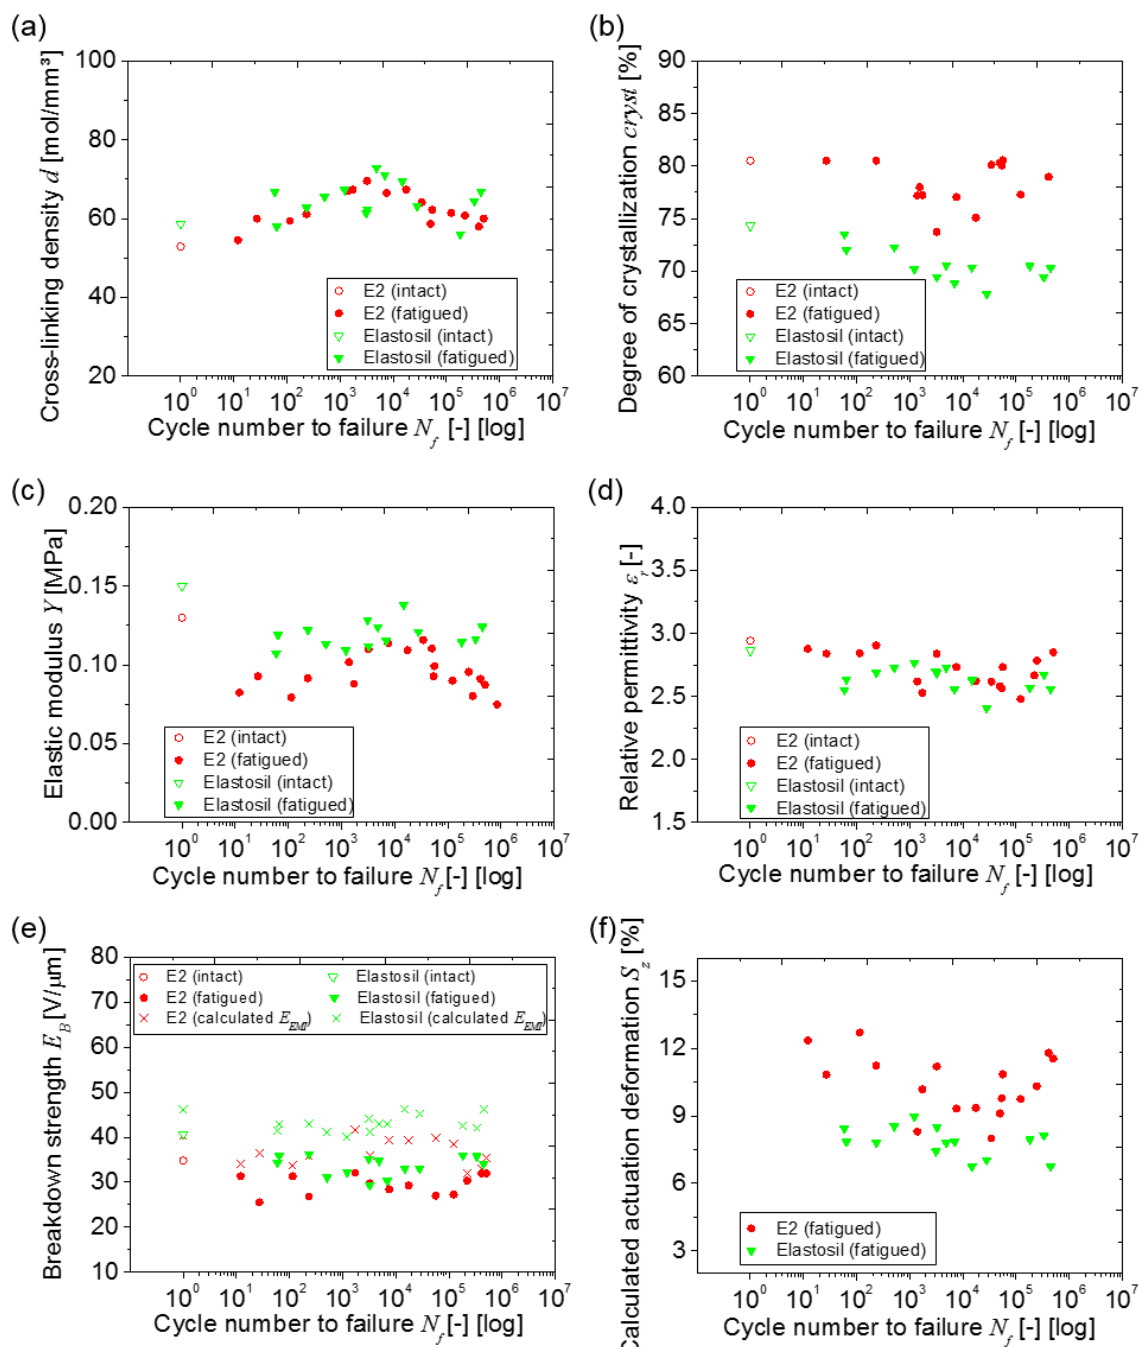 (a)
Cross-linking density d [mol/mm³]
100
80
60
40
20
E2 (intact)
E2 (fatigued)
Elastosil (intact)
Elastosil (fatigued)
10⁰ 10¹ 10² 10³ 10⁴ 10⁵ 10⁶ 10⁷
Cycle number to failure N_f [-] [log]
(b)
Degree of crystallization cryst [%]
90
85
80
75
70
65
60
E2 (intact)
E2 (fatigued)
Elastosil (intact)
Elastosil (fatigued)
10⁰ 10¹ 10² 10³ 10⁴ 10⁵ 10⁶ 10⁷
Cycle number to failure N_f [-] [log]
(c)
Elastic modulus Y [MPa]
0.20
0.15
0.10
0.05
0.00
E2 (intact)
E2 (fatigued)
Elastosil (intact)
Elastosil (fatigued)
10⁰ 10¹ 10² 10³ 10⁴ 10⁵ 10⁶ 10⁷
Cycle number to failure N_f [-] [log]
(d)
Relative permittivity ε_r [-]
4.0
3.5
3.0
2.5
2.0
1.5
E2 (intact)
E2 (fatigued)
Elastosil (intact)
Elastosil (fatigued)
10⁰ 10¹ 10² 10³ 10⁴ 10⁵ 10⁶ 10⁷
Cycle number to failure N_f [-] [log]
(e)
Breakdown strength E_B [V/μm]
80
70
60
50
40
30
20
10
E2 (intact)
E2 (fatigued)
E2 (calculated E_EMI)
Elastosil (intact)
Elastosil (fatigued)
Elastosil (calculated E_EMI)
10⁰ 10¹ 10² 10³ 10⁴ 10⁵ 10⁶ 10⁷
Cycle number to failure N_f [-] [log]
(f)
Calculated actuation deformation S_z [%]
15
12
9
6
3
E2 (fatigued)
Elastosil (fatigued)
10⁰ 10¹ 10² 10³ 10⁴ 10⁵ 10⁶ 10⁷
Cycle number to failure N_f [-] [log]